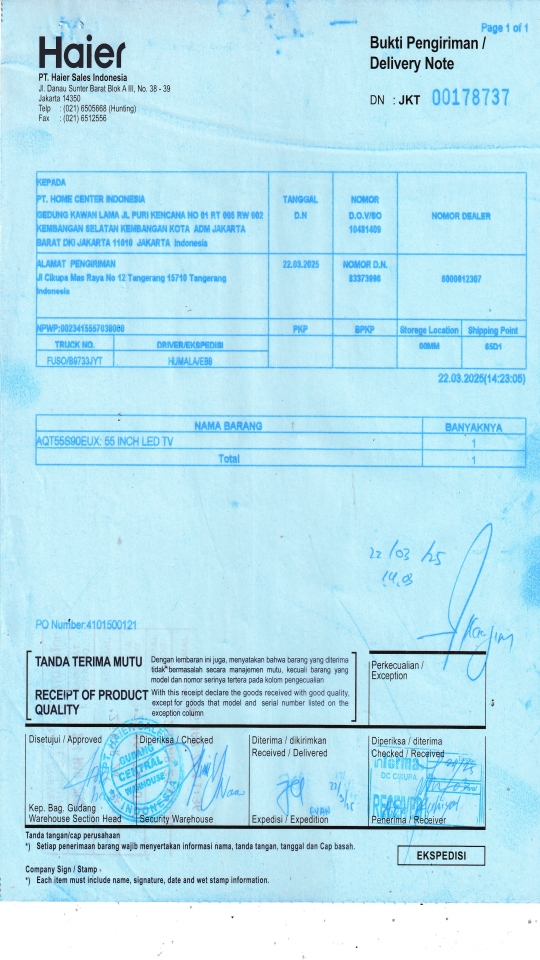 Page 1 of 1
Haier
Bukti Pengiriman /
Delivery Note
PT. Haier Sales Indonesia
Jl. Danau Sunter Barat Blok A III, No. 38 - 39
Jakarta 14350
Telp : (021) 6505668 (Hunting)
Fax : (021) 6512556
DN : JKT 00178737
KEPADA
PT. HOME CENTER INDONESIA
GEDUNG KAWAN LAMA JL PURI KENCANA NO 01 RT 005 RW 002
KEMBANGAN SELATAN KEMBANGAN KOTA ADM JAKARTA
BARAT DKI JAKARTA 11610 JAKARTA Indonesia
TANGGAL
D.N
NOMOR
D.O.V/SO
10481409
NOMOR DEALER
ALAMAT PENGIRIMAN
Jl Cikupa Mas Raya No 12 Tangerang 15710 Tangerang
Indonesia
22.03.2025
NOMOR D.N.
83373996
6000912307
NPWP:0023415557038000
PKP
BPKP
Storage Location
Shipping Point
TRUCK NO.
DRIVER/EKSPEDISI
00MM
65D1
FUSO/B9733JYT
HUMALA/EB9
22.03.2025(14:23:05)
NAMA BARANG
BANYAKNYA
AQT55S90EUX: 55 INCH LED TV
1
Total
1
22/03/25
PO Number:4101500121
TANDA TERIMA MUTU
Dengan lembaran ini juga, menyatakan bahwa barang yang diterima
tidak bermasalah secara manajemen mutu, kecuali barang yang
model dan nomor serinya tertera pada kolom pengecualian
RECEIPT OF PRODUCT
QUALITY
With this receipt declare the goods received with good quality,
except for goods that model and serial number listed on the
exception column
Perkecualian /
Exception
Disetujui / Approved
Diperiksa / Checked
Diterima / dikirimkan
Received / Delivered
Diperiksa / diterima
Checked / Received
GUDANG
CENTRAL
WAREHOUSE
INDONESIA
informa
DC CIKUPA
Kep. Bag. Gudang
Warehouse Section Head
Security Warehouse
Expedisi / Expedition
Penerima / Receiver
Tanda tangan/cap perusahaan
*) Setiap penerimaan barang wajib menyertakan informasi nama, tanda tangan, tanggal dan Cap basah.
EKSPEDISI
Company Sign / Stamp
*) Each item must include name, signature, date and wet stamp information.